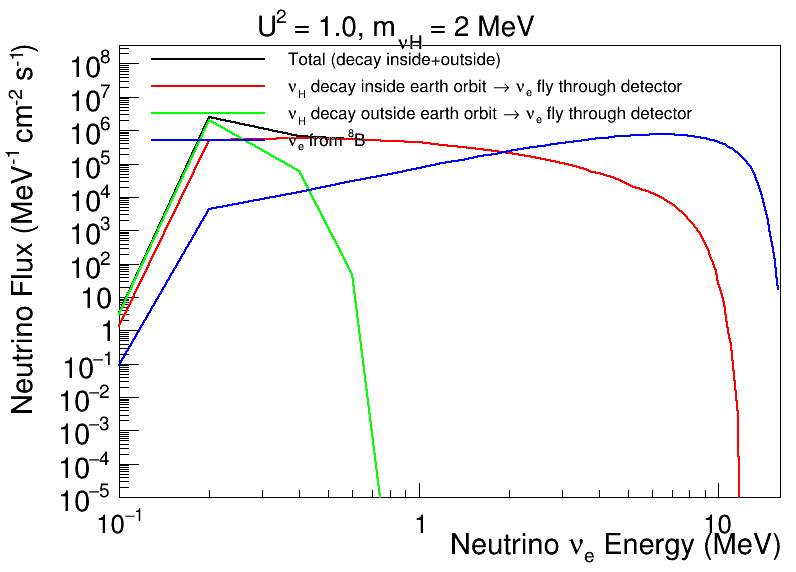 U² = 1.0, m_νH = 2 MeV
Total (decay inside+outside)
ν_H decay inside earth orbit → ν_e fly through detector
ν_H decay outside earth orbit → ν_e fly through detector
ν_e from ⁸B
Neutrino Flux (MeV⁻¹ cm⁻² s⁻¹)
10⁸
10⁷
10⁶
10⁵
10⁴
10³
10²
10
1
10⁻¹
10⁻²
10⁻³
10⁻⁴
10⁻⁵
10⁻¹ 1 10
Neutrino ν_e Energy (MeV)